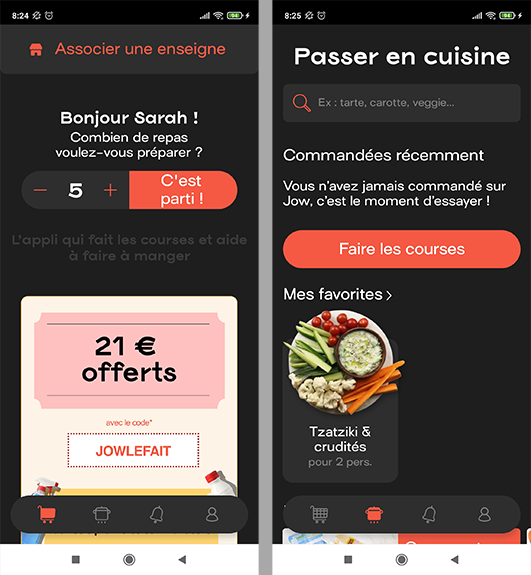 8:24
Associer une enseigne
Bonjour Sarah !
Combien de repas
voulez-vous préparer ?
5
C'est
parti !
L'appli qui fait les courses et aide
à faire à manger
21 €
offerts
avec le code*
JOWLEFAIT
8:25
Passer en cuisine
Ex : tarte, carotte, veggie...
Commandées récemment
Vous n'avez jamais commandé sur
Jow, c'est le moment d'essayer !
Faire les courses
Mes favorites >
Tzatziki &
crudités
pour 2 pers.